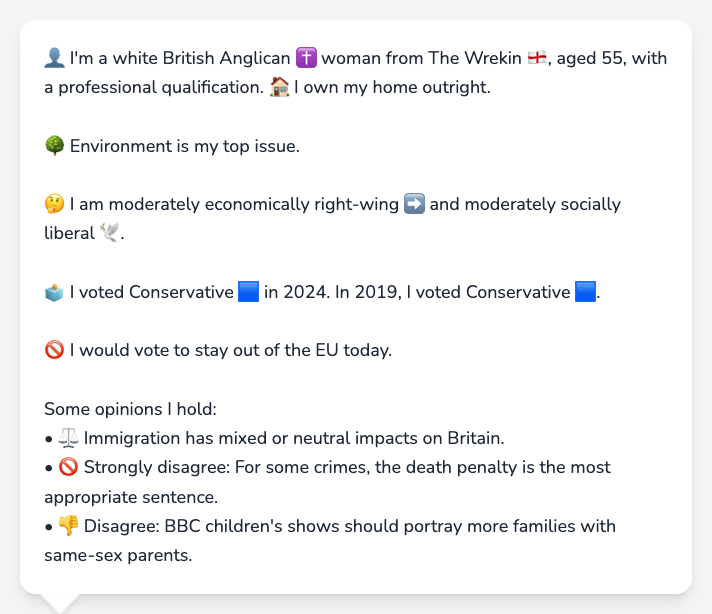 👤 I'm a white British Anglican ✝️ woman from The Wrekin 🏴󠁧󠁢󠁥󠁮󠁧󠁿, aged 55, with
a professional qualification. 🏠 I own my home outright.
🌳 Environment is my top issue.
🤔 I am moderately economically right-wing ➡️ and moderately socially
liberal 🕊️.
🗳️ I voted Conservative 🟦 in 2024. In 2019, I voted Conservative 🟦.
🚫 I would vote to stay out of the EU today.
Some opinions I hold:
• ⚖️ Immigration has mixed or neutral impacts on Britain.
• 🚫 Strongly disagree: For some crimes, the death penalty is the most
appropriate sentence.
• 👎 Disagree: BBC children's shows should portray more families with
same-sex parents.